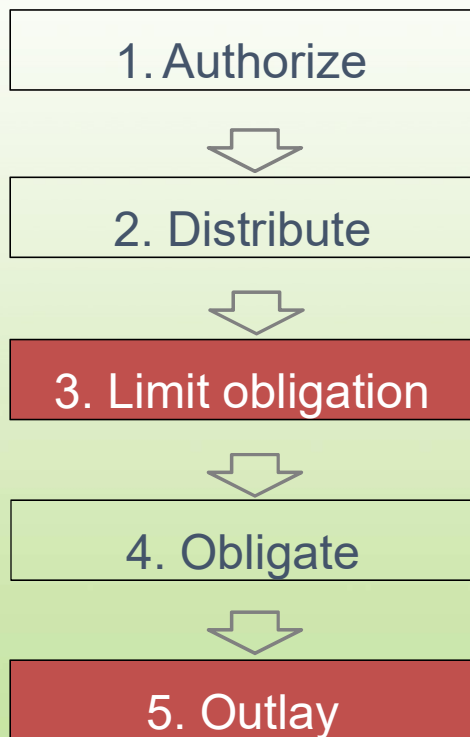 1. Authorize
2. Distribute
3. Limit obligation
4. Obligate
5. Outlay